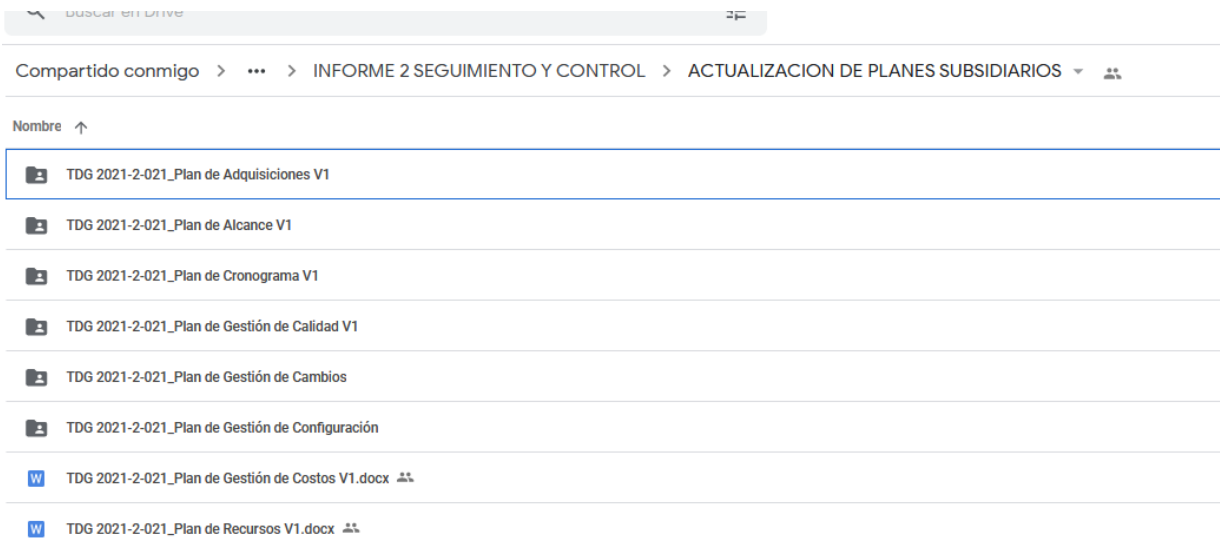 Buscar en Drive
Compartido conmigo > ••• > INFORME 2 SEGUIMIENTO Y CONTROL > ACTUALIZACION DE PLANES SUBSIDIARIOS
Nombre ↑
TDG 2021-2-021_Plan de Adquisiciones V1
TDG 2021-2-021_Plan de Alcance V1
TDG 2021-2-021_Plan de Cronograma V1
TDG 2021-2-021_Plan de Gestión de Calidad V1
TDG 2021-2-021_Plan de Gestión de Cambios
TDG 2021-2-021_Plan de Gestión de Configuración
W TDG 2021-2-021_Plan de Gestión de Costos V1.docx
W TDG 2021-2-021_Plan de Recursos V1.docx